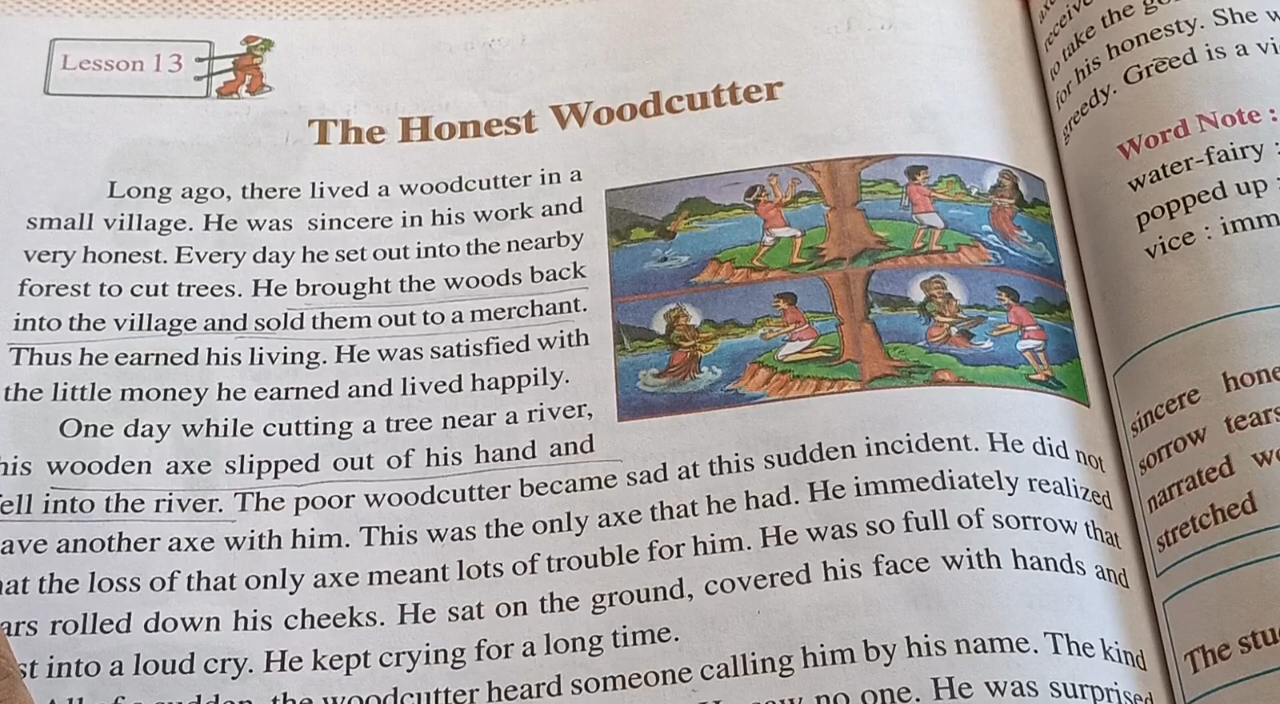 Lesson 13
The Honest Woodcutter
Long ago, there lived a woodcutter in a
small village. He was sincere in his work and
very honest. Every day he set out into the nearby
forest to cut trees. He brought the woods back
into the village and sold them out to a merchant.
Thus he earned his living. He was satisfied with
the little money he earned and lived happily.
One day while cutting a tree near a river,
his wooden axe slipped out of his hand and
ell into the river. The poor woodcutter became sad at this sudden incident. He did not
ave another axe with him. This was the only axe that he had. He immediately realized
at the loss of that only axe meant lots of trouble for him. He was so full of sorrow that
ars rolled down his cheeks. He sat on the ground, covered his face with hands and
st into a loud cry. He kept crying for a long time.
the woodcutter heard someone calling him by his name. The kind
no one. He was surprised
receive
to take the
for his honesty. She w
greedy. Greed is a vi
Word Note :
water-fairy :
popped up :
vice : imm
sincere hone
sorrow tears
narrated we
stretched
The stu